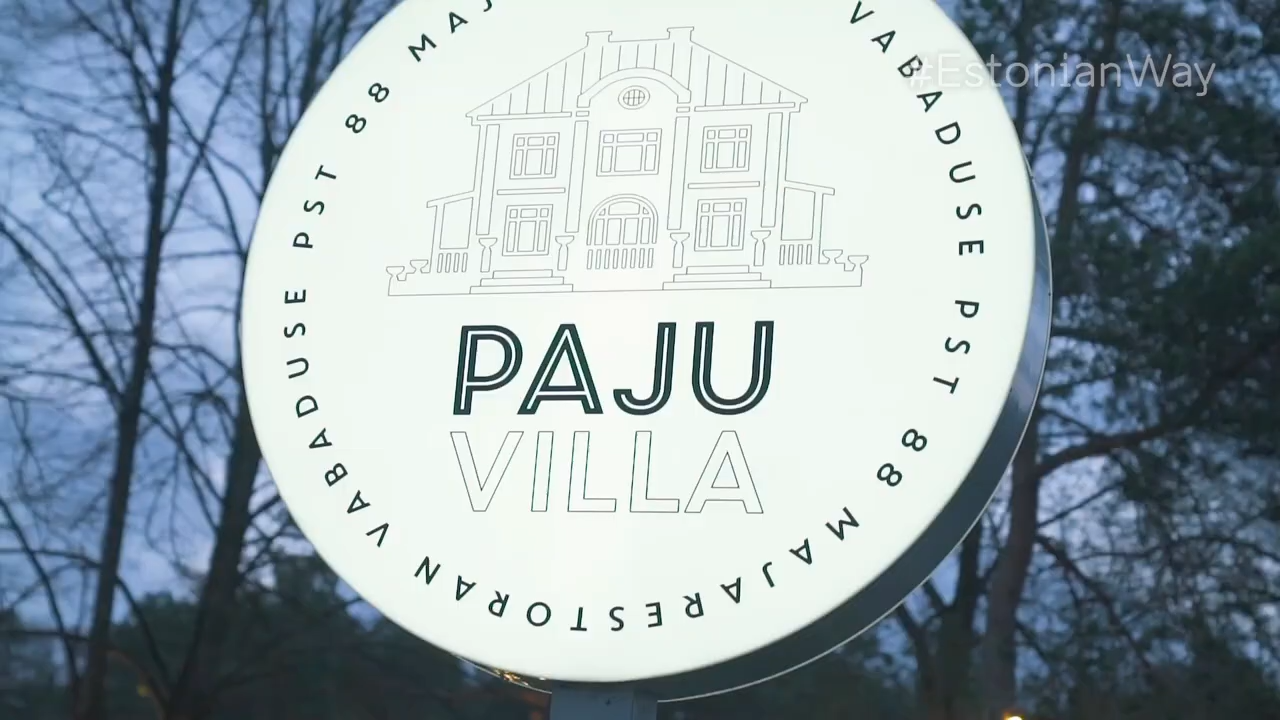 #EstonianWay
PAJU
VILLA
VABADUSE PST 88 MAJARESTORAN VABADUSE PST 88 MAJ